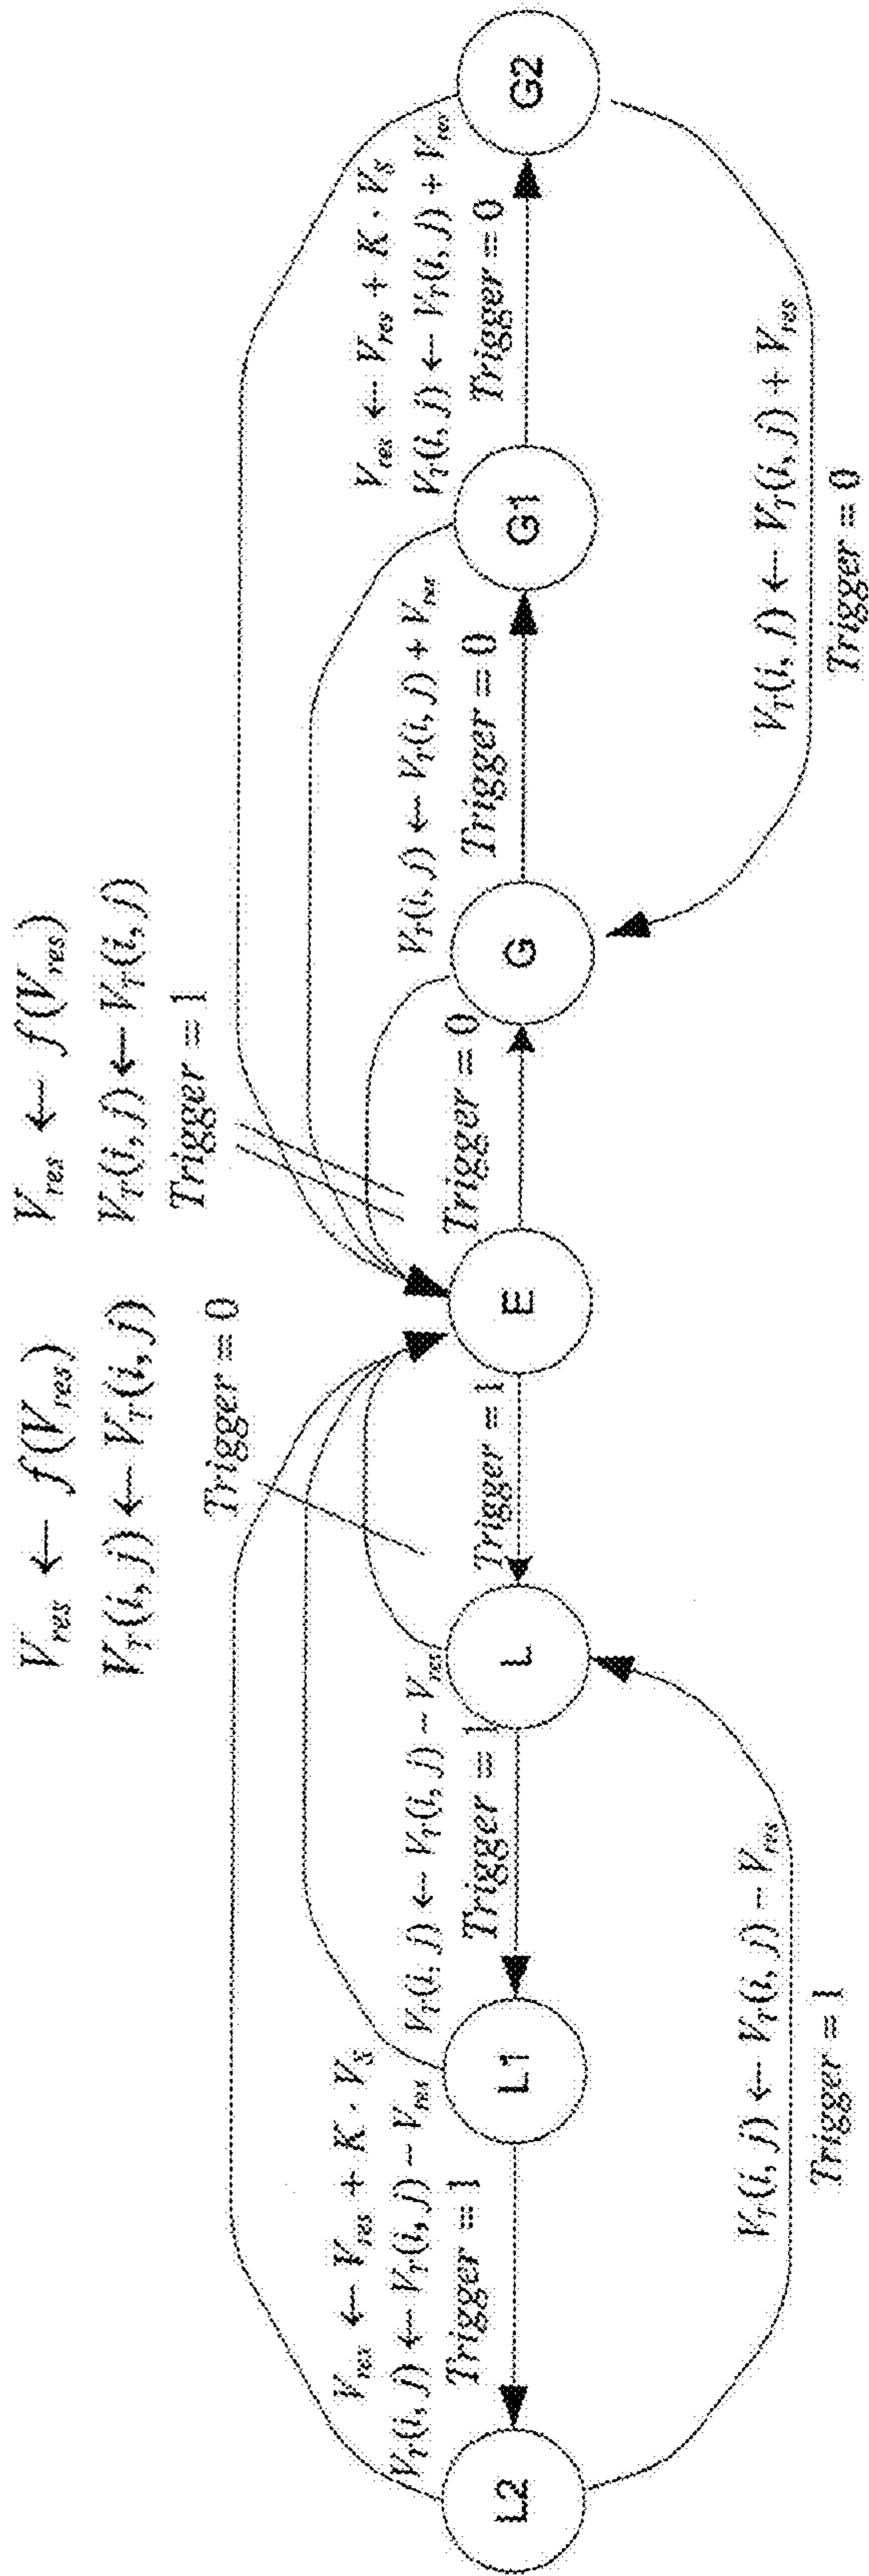 V_res ← f(V_res)
V_T(i, j) ← V_T(i, j)
Trigger = 0
V_res ← f(V_res)
V_T(i, j) ← V_T(i, j)
Trigger = 1
V_res ← V_res + K · V_S
V_T(i, j) ← V_T(i, j) − V_res
Trigger = 1
V_T(i, j) ← V_T(i, j) − V_res
Trigger = 1
Trigger = 1
Trigger = 0
V_T(i, j) ← V_T(i, j) + V_res
Trigger = 0
V_res ← V_res + K · V_S
V_T(i, j) ← V_T(i, j) + V_res
Trigger = 0
L2
L1
L
E
G
G1
G2
V_T(i, j) ← V_T(i, j) − V_res
Trigger = 1
V_T(i, j) ← V_T(i, j) + V_res
Trigger = 0